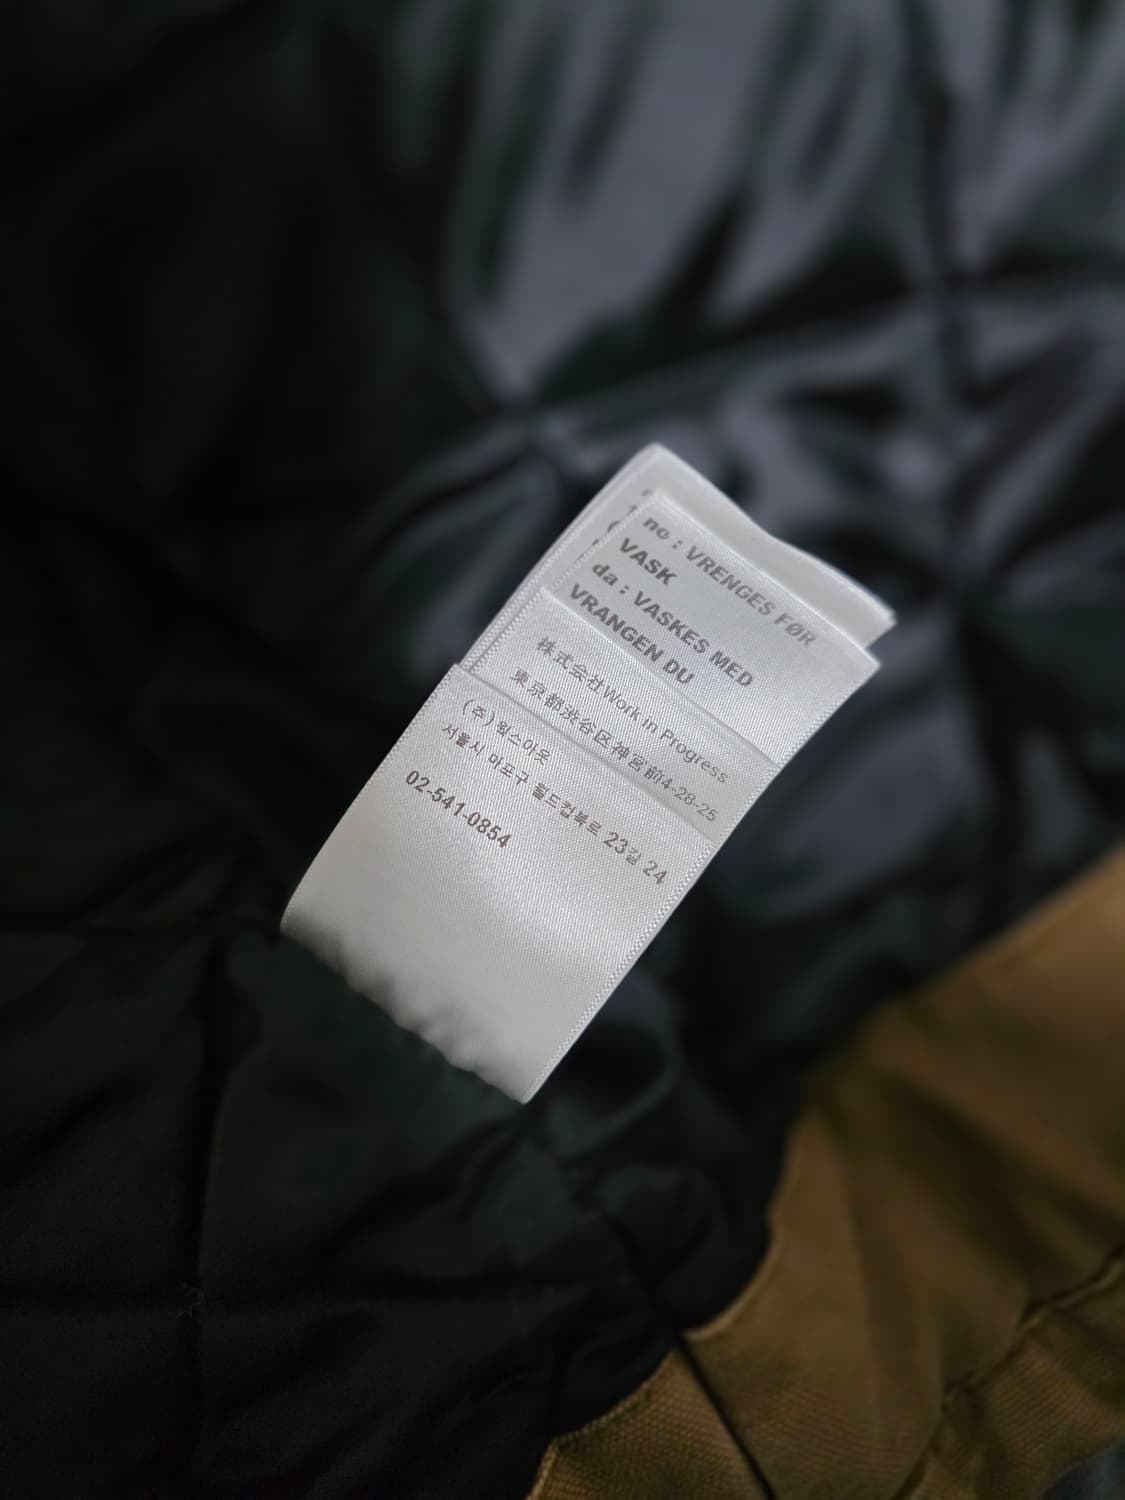 no : VRENGES FØR
VASK
da : VASKES MED
VRANGEN DU
株式会社Work in Progress
東京都渋谷区神宮前4-28-25
(주)웍스아웃
서울시 마포구 월드컵북로 23길 24
02-541-0854